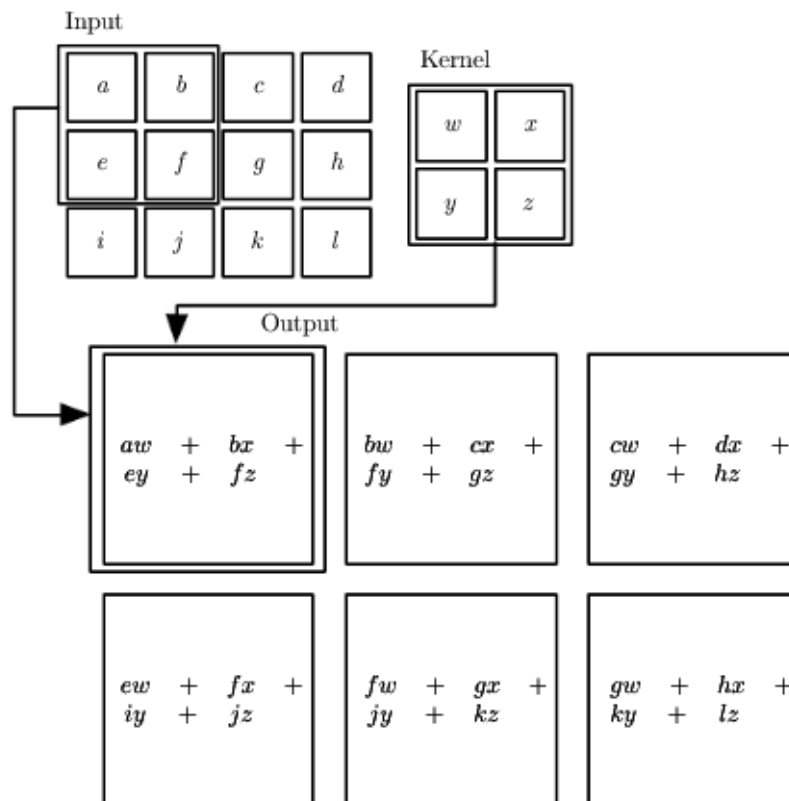 Input
Kernel
a b c d
w x
e f g h
y z
i j k l
Output
aw + bx +
ey + fz
bw + cx +
fy + gz
cw + dx +
gy + hz
ew + fx +
iy + jz
fw + gx +
jy + kz
gw + hx +
ky + lz